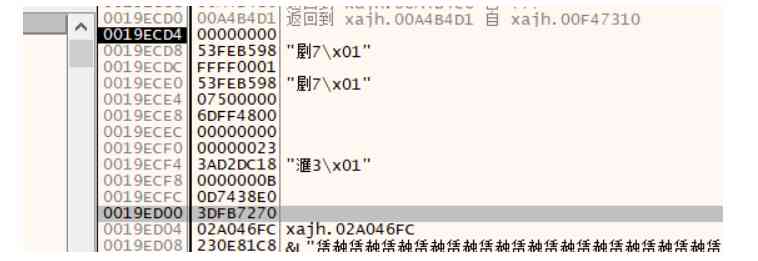 0019ECD0 00A4B4D1 返回到 xajh.00A4B4D1 自 xajh.00F47310
0019ECD4 00000000
0019ECD8 53FEB598 "剧7\x01"
0019ECDC FFFF0001
0019ECE0 53FEB598 "剧7\x01"
0019ECE4 07500000
0019ECE8 6DFF4800
0019ECEC 00000000
0019ECF0 00000023
0019ECF4 3AD2DC18 "滙3\x01"
0019ECF8 0000000B
0019ECFC 0D7438E0
0019ED00 3DFB7270
0019ED04 02A046FC xajh.02A046FC
0019ED08 230E81C8 &L"